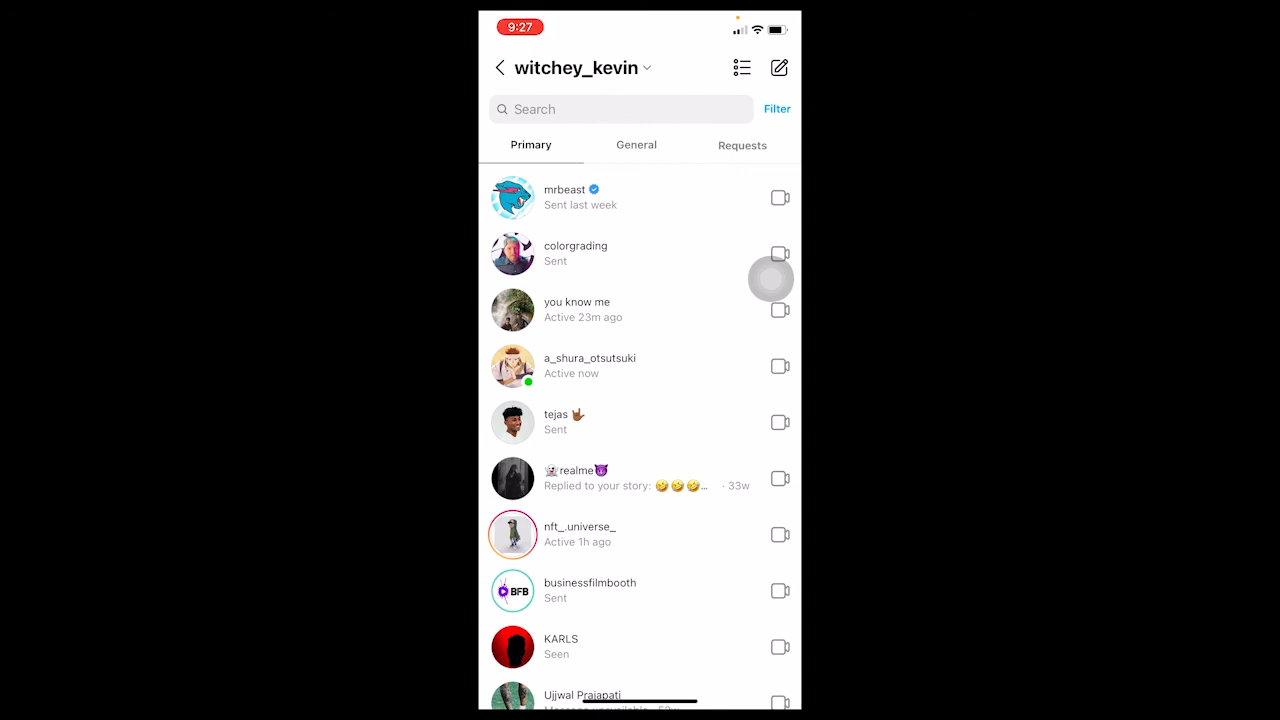 9:27
witchey_kevin
Search
Filter
Primary
General
Requests
mrbeast
Sent last week
colorgrading
Sent
you know me
Active 23m ago
a_shura_otsutsuki
Active now
tejas 🤟🏾
Sent
👻realme😈
Replied to your story: 🤣🤣🤣... · 33w
nft_.universe_
Active 1h ago
BFB
businessfilmbooth
Sent
KARLS
Seen
Ujjwal Prajapati